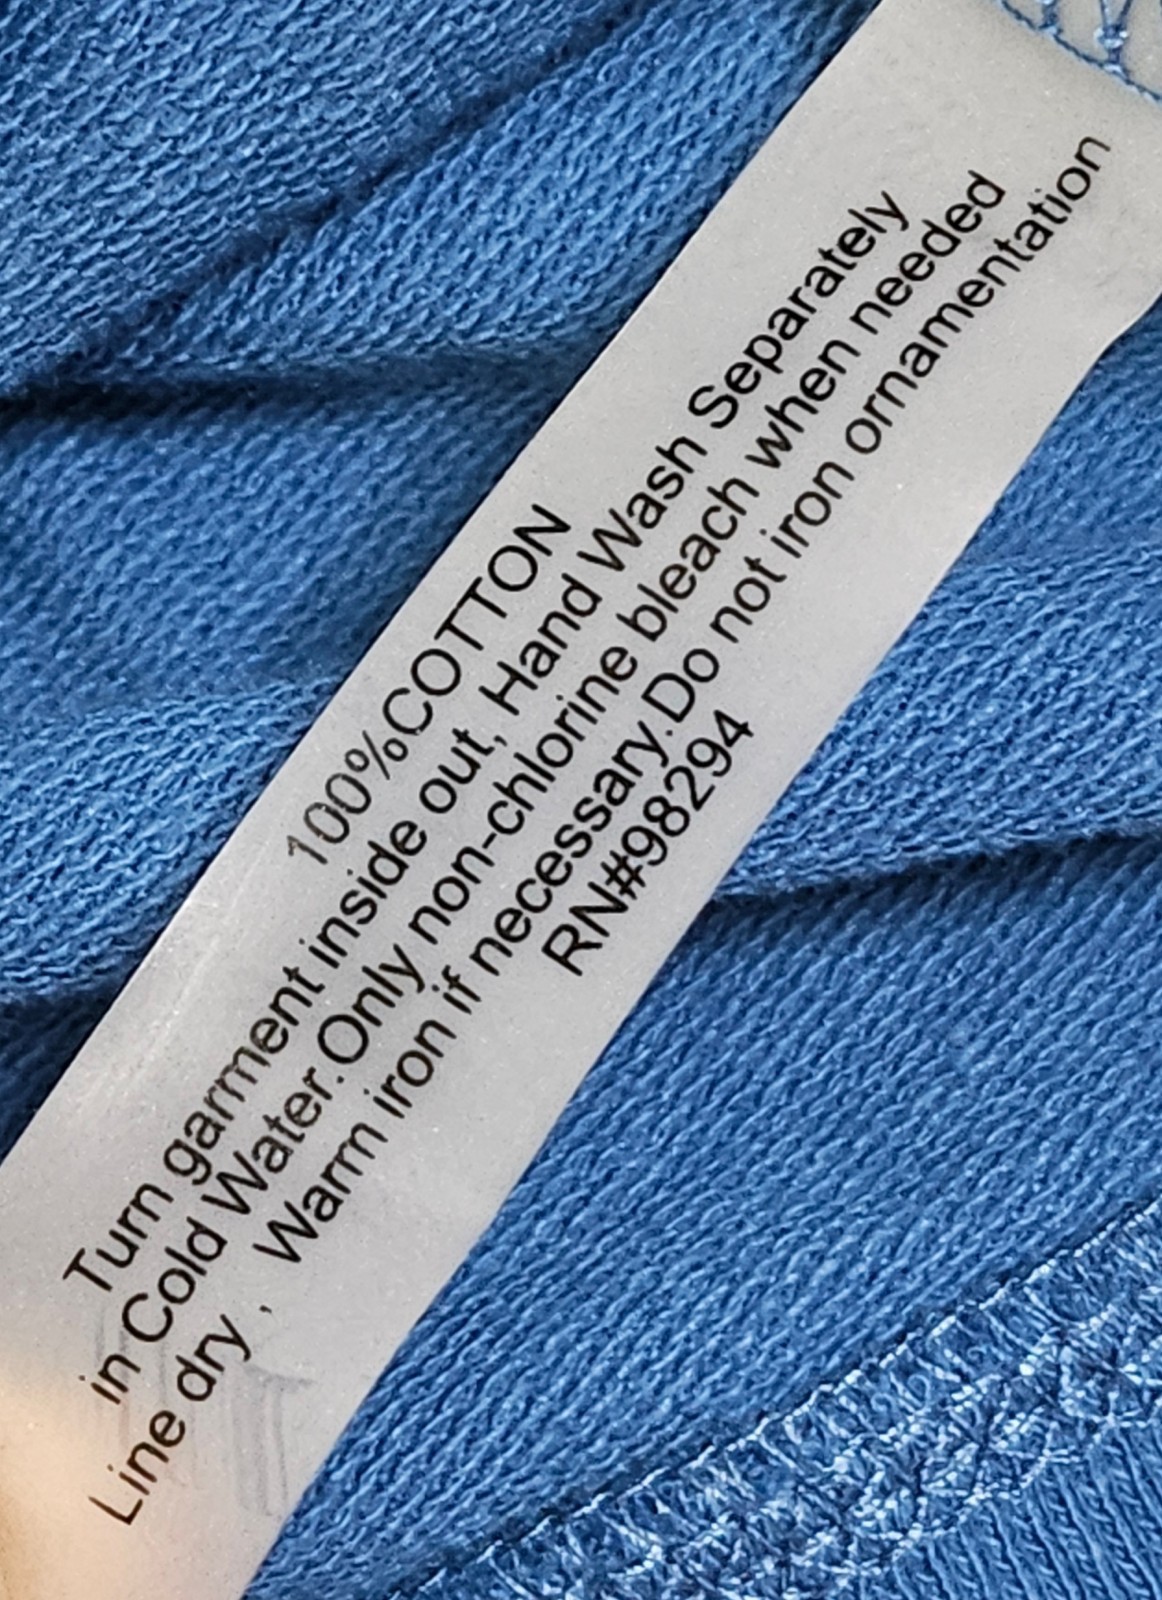 100%COTTON
Turn garment inside out, Hand Wash Separately
in Cold Water.Only non-chlorine bleach when needed
Line dry , Warm iron if necessary.Do not iron ornamentation
RN#98294